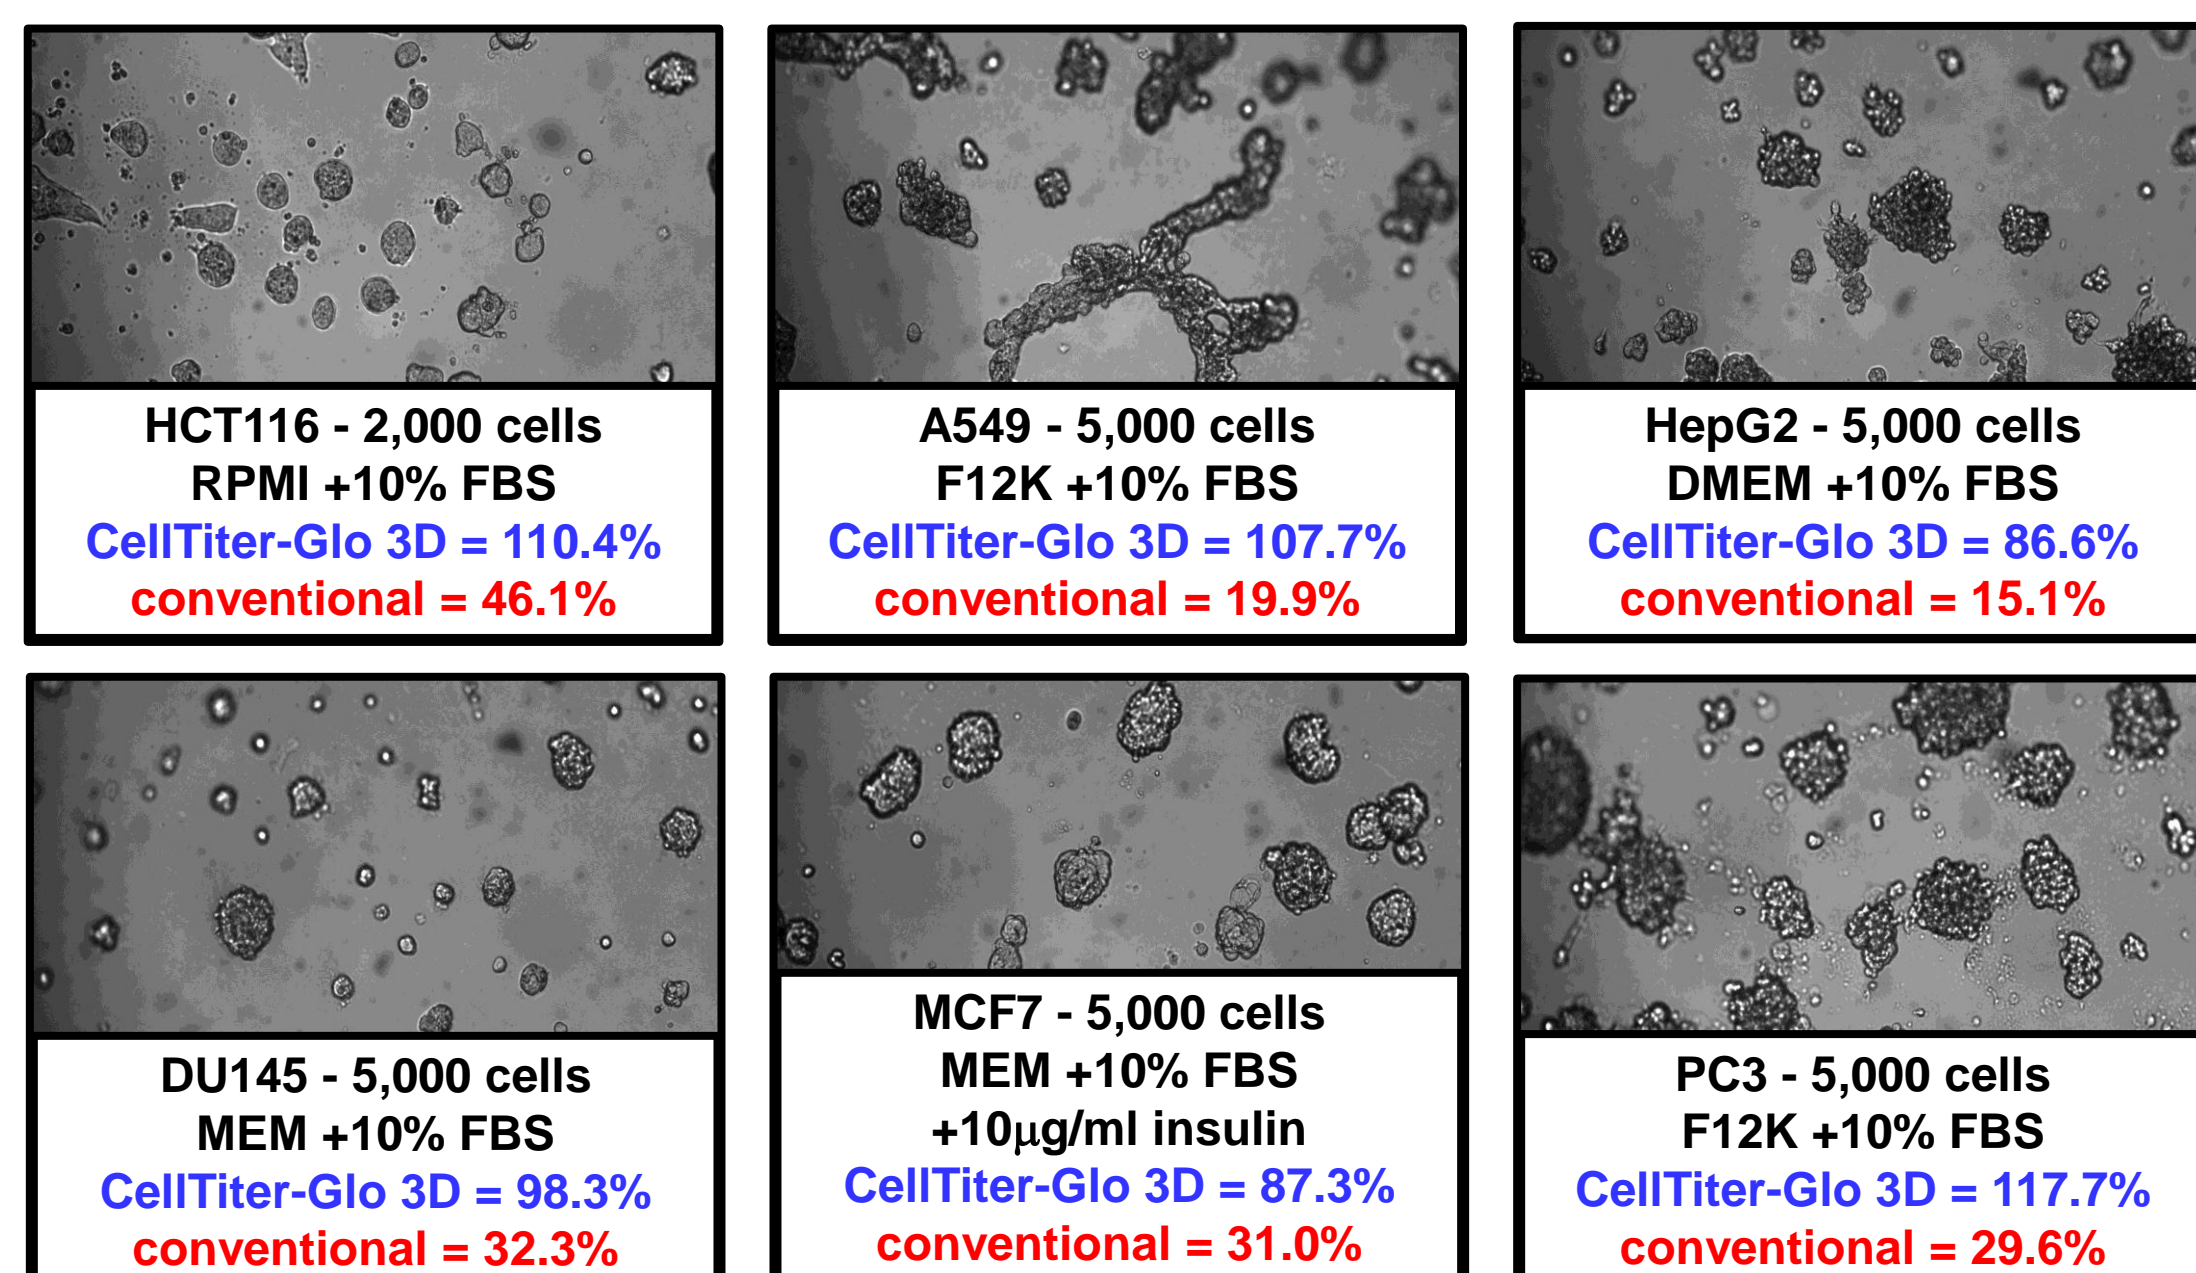 HCT116 - 2,000 cells
RPMI +10% FBS
CellTiter-Glo 3D = 110.4%
conventional = 46.1%
A549 - 5,000 cells
F12K +10% FBS
CellTiter-Glo 3D = 107.7%
conventional = 19.9%
HepG2 - 5,000 cells
DMEM +10% FBS
CellTiter-Glo 3D = 86.6%
conventional = 15.1%
DU145 - 5,000 cells
MEM +10% FBS
CellTiter-Glo 3D = 98.3%
conventional = 32.3%
MCF7 - 5,000 cells
MEM +10% FBS
+10μg/ml insulin
CellTiter-Glo 3D = 87.3%
conventional = 31.0%
PC3 - 5,000 cells
F12K +10% FBS
CellTiter-Glo 3D = 117.7%
conventional = 29.6%